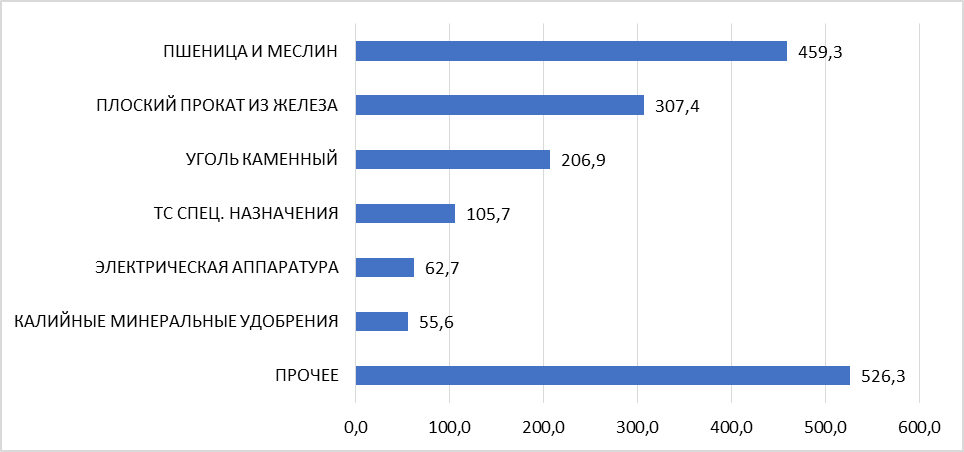 ПШЕНИЦА И МЕСЛИН 459,3
ПЛОСКИЙ ПРОКАТ ИЗ ЖЕЛЕЗА 307,4
УГОЛЬ КАМЕННЫЙ 206,9
ТС СПЕЦ. НАЗНАЧЕНИЯ 105,7
ЭЛЕКТРИЧЕСКАЯ АППАРАТУРА 62,7
КАЛИЙНЫЕ МИНЕРАЛЬНЫЕ УДОБРЕНИЯ 55,6
ПРОЧЕЕ 526,3
0,0 100,0 200,0 300,0 400,0 500,0 600,0